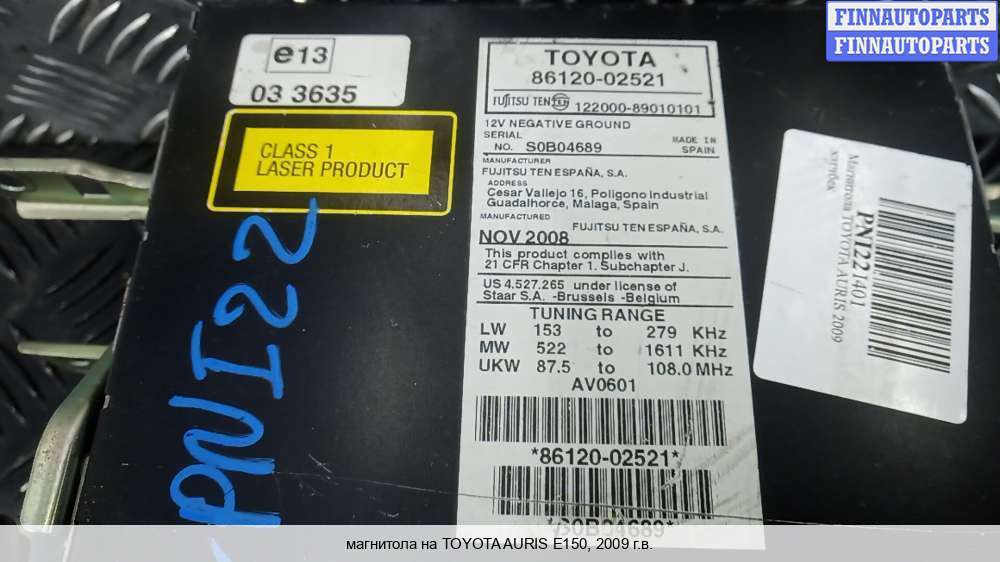 FINNAUTOPARTS
FINNAUTOPARTS
e13
03 3635
CLASS 1
LASER PRODUCT
TOYOTA
86120-02521
FUJITSU TEN TEN 122000-89010101
12V NEGATIVE GROUND
SERIAL
NO. S0B04689
MADE IN
SPAIN
MANUFACTURER
FUJITSU TEN ESPAÑA, S.A.
ADDRESS
Cesar Vallejo 16, Poligono Industrial
Guadalhorce, Malaga, Spain
MANUFACTURED
FUJITSU TEN ESPAÑA, S.A.
NOV 2008
This product complies with
21 CFR Chapter 1. Subchapter J.
US 4.527.265 under license of
Staar S.A. -Brussels -Belgium
TUNING RANGE
LW 153 to 279 KHz
MW 522 to 1611 KHz
UKW 87.5 to 108.0 MHz
AV0601
*86120-02521*
*S0B04689*
PNI221401
Магнитола TOYOTA AURIS 2009
хэтчбек
PNI22
магнитола на TOYOTA AURIS E150, 2009 г.в.